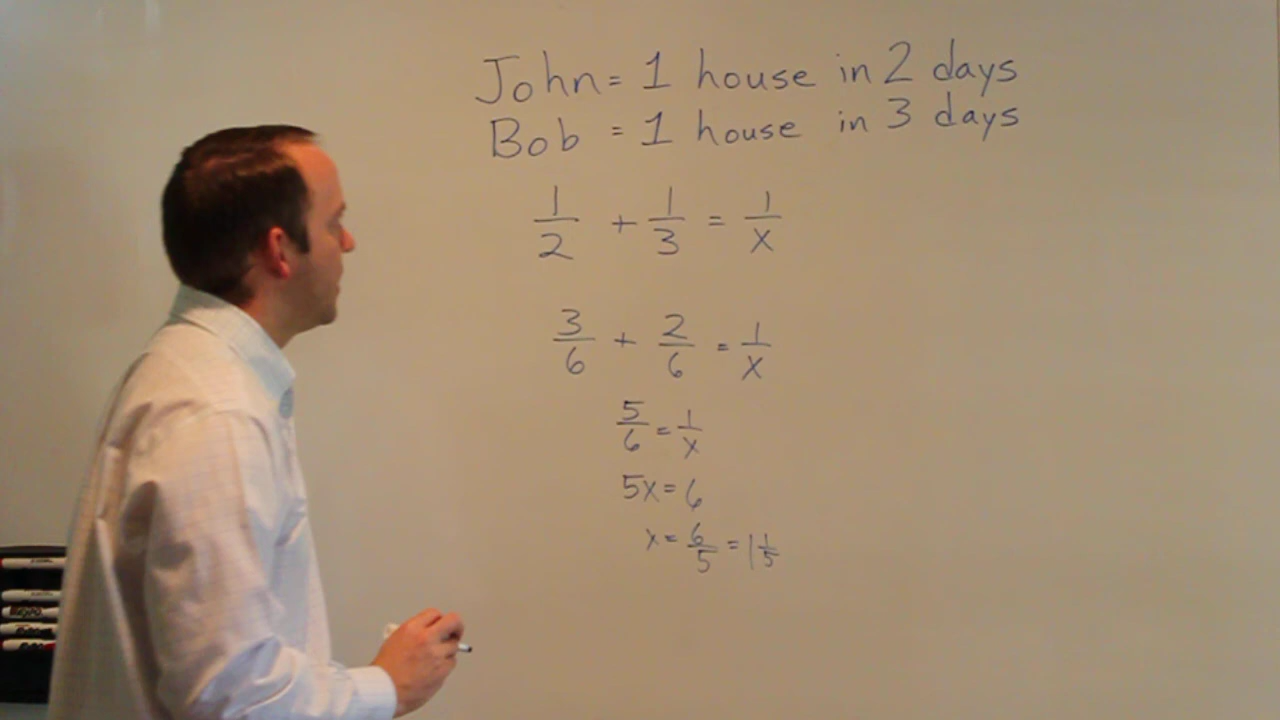 John = 1 house in 2 days
Bob = 1 house in 3 days
1/2 + 1/3 = 1/x
3/6 + 2/6 = 1/x
5/6 = 1/x
5x = 6
x = 6/5 = 1 1/5